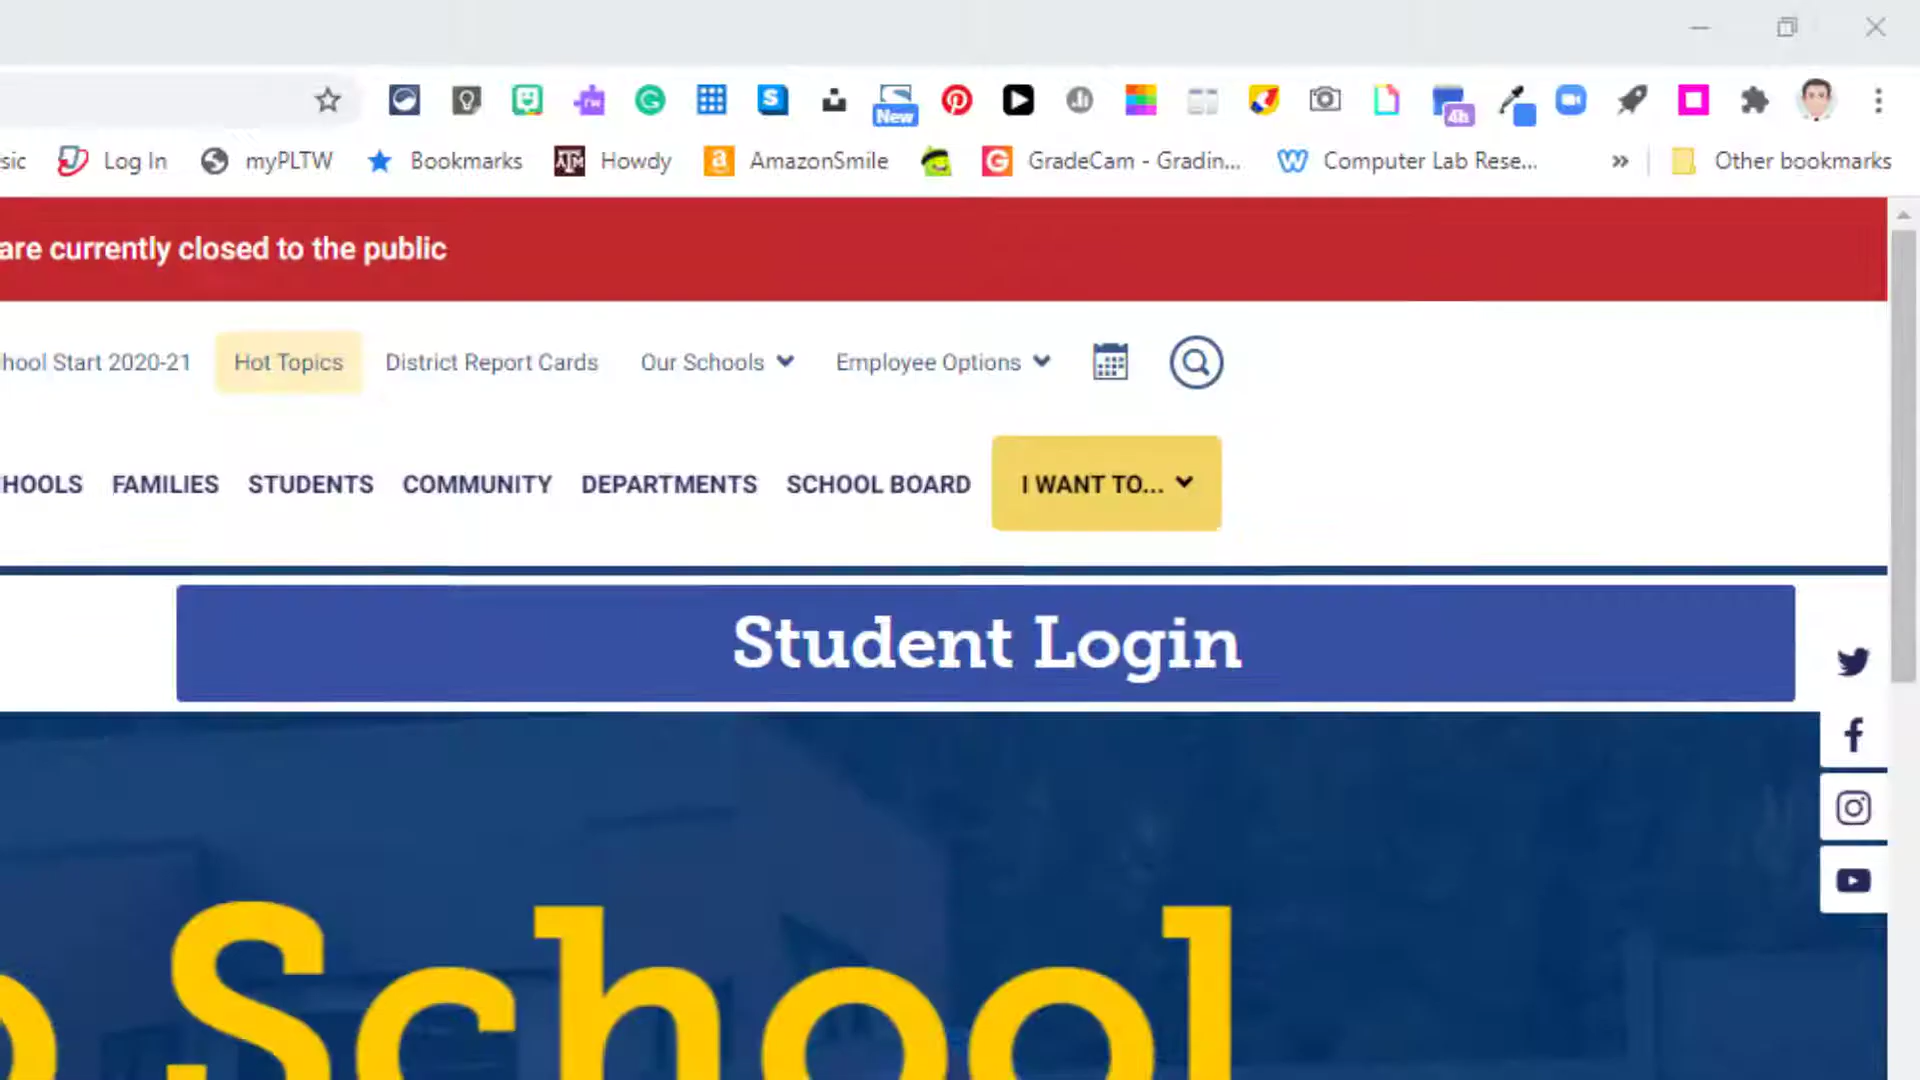 New
4h
sic Log In myPLTW Bookmarks Howdy AmazonSmile GradeCam - Gradin... Computer Lab Rese... » Other bookmarks
are currently closed to the public
hool Start 2020-21 Hot Topics District Report Cards Our Schools Employee Options
HOOLS FAMILIES STUDENTS COMMUNITY DEPARTMENTS SCHOOL BOARD I WANT TO...
Student Login
o School